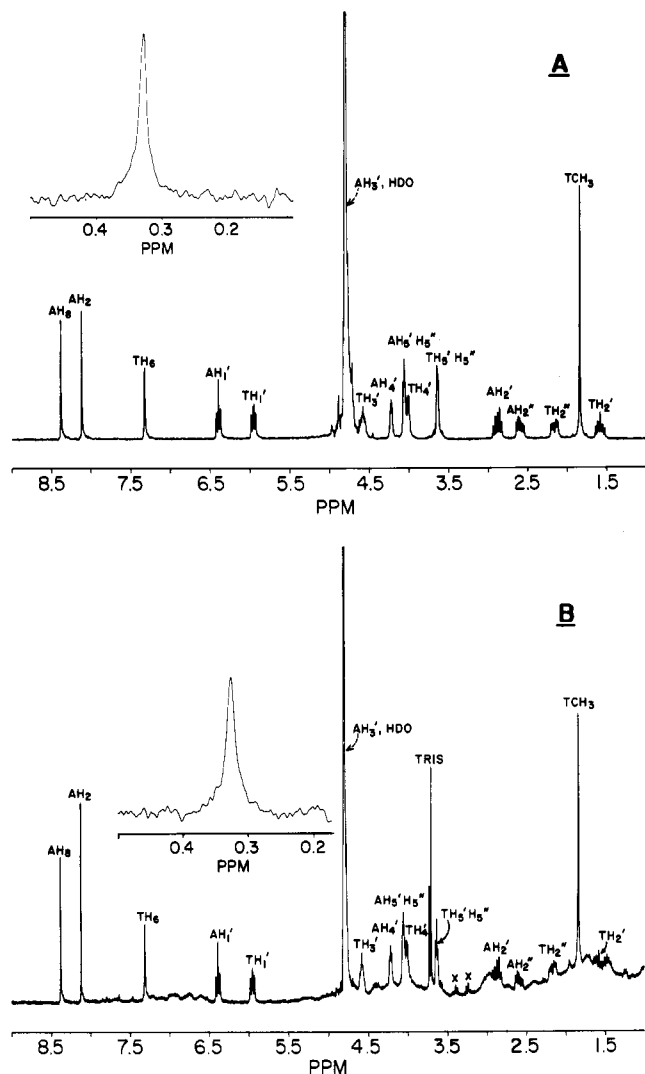 A
0.4 0.3 0.2
PPM
AH3', HDO
TCH3
AH8
AH2
TH6
AH1'
TH1'
TH3'
AH4'
AH5' H5"
TH4'
TH5' H5"
AH2'
AH2"
TH2"
TH2'
8.5 7.5 6.5 5.5 4.5 3.5 2.5 1.5
PPM
B
0.4 0.3 0.2
PPM
AH3', HDO
TRIS
TCH3
AH8
AH2
TH6
AH1'
TH1'
TH3'
AH4'
AH5' H5"
TH4'
TH5' H5"
x x
AH2'
AH2"
TH2"
TH2'
8.5 7.5 6.5 5.5 4.5 3.5 2.5 1.5
PPM